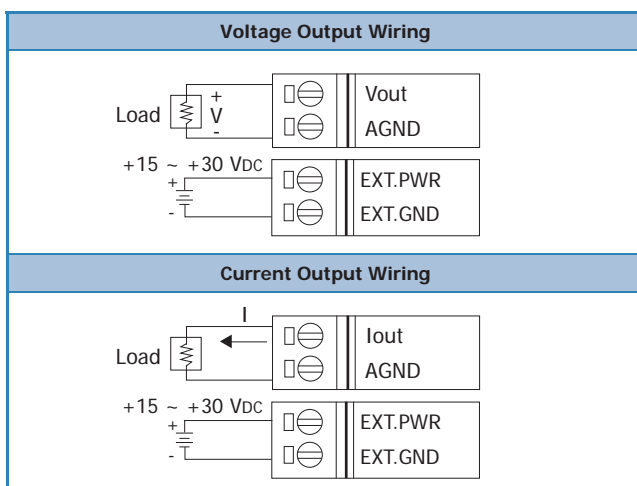 Voltage Output Wiring
Load
+
V
-
Vout
AGND
+15 ~ +30 VDC
+
-
EXT.PWR
EXT.GND
Current Output Wiring
I
Load
Iout
AGND
+15 ~ +30 VDC
+
-
EXT.PWR
EXT.GND